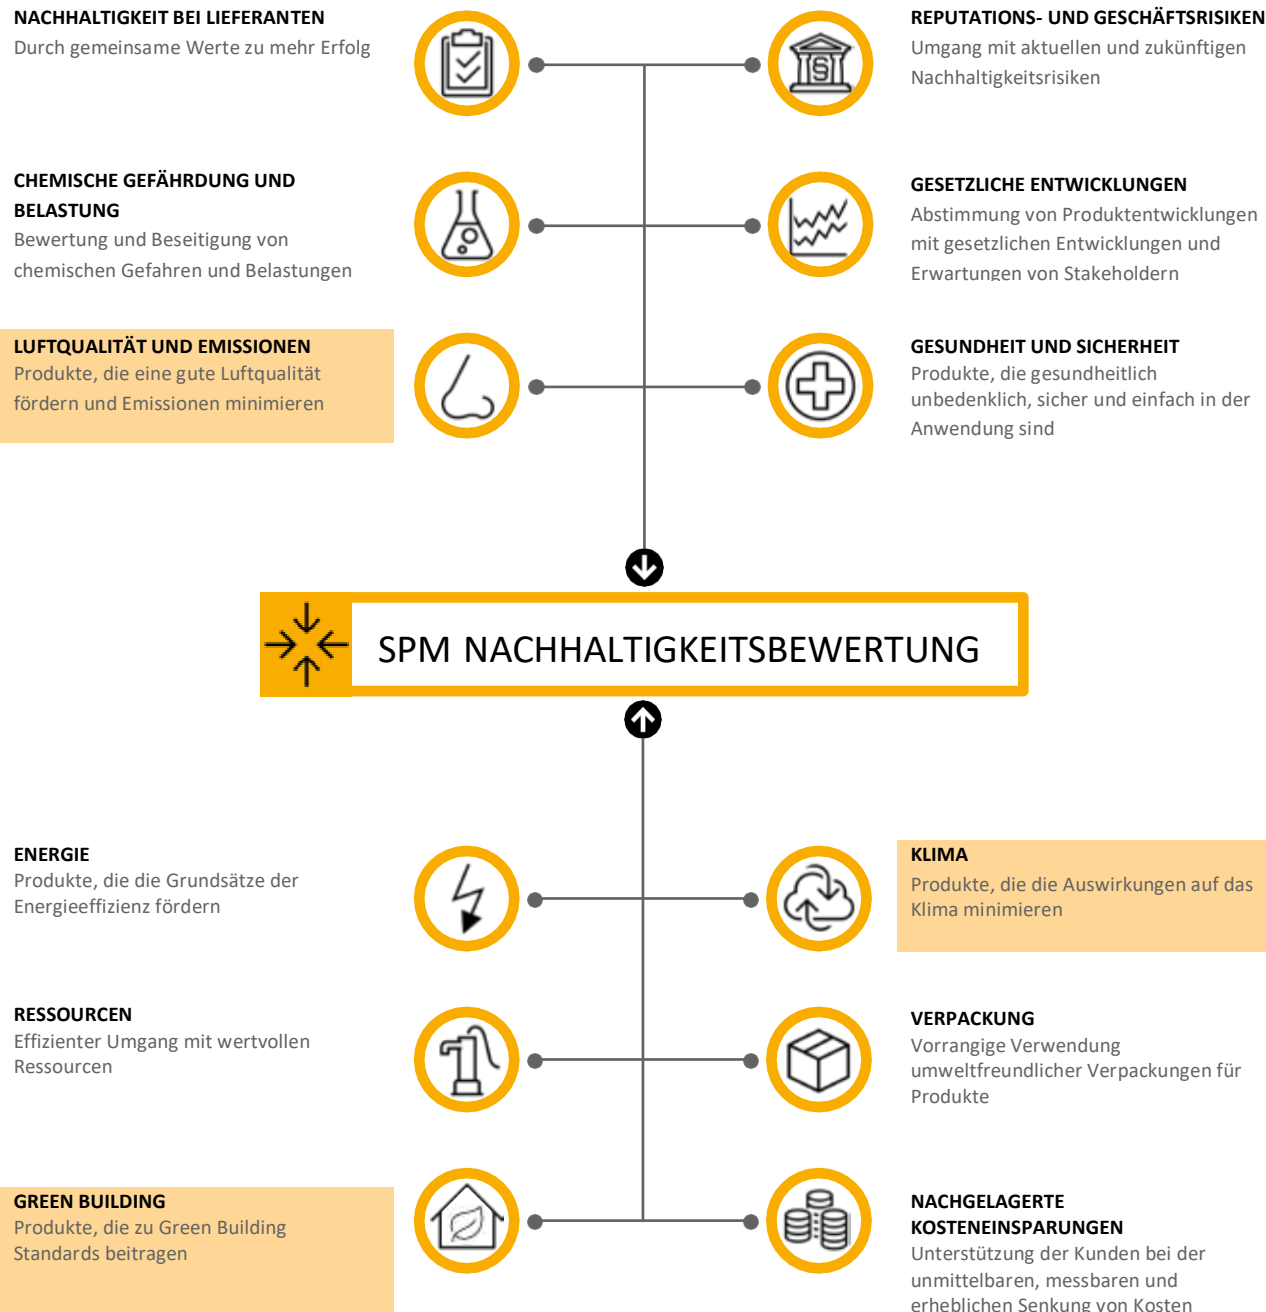 NACHHALTIGKEIT BEI LIEFERANTEN
Durch gemeinsame Werte zu mehr Erfolg
REPUTATIONS- UND GESCHÄFTSRISIKEN
Umgang mit aktuellen und zukünftigen
Nachhaltigkeitsrisiken
CHEMISCHE GEFÄHRDUNG UND
BELASTUNG
Bewertung und Beseitigung von
chemischen Gefahren und Belastungen
GESETZLICHE ENTWICKLUNGEN
Abstimmung von Produktentwicklungen
mit gesetzlichen Entwicklungen und
Erwartungen von Stakeholdern
LUFTQUALITÄT UND EMISSIONEN
Produkte, die eine gute Luftqualität
fördern und Emissionen minimieren
GESUNDHEIT UND SICHERHEIT
Produkte, die gesundheitlich
unbedenklich, sicher und einfach in der
Anwendung sind
SPM NACHHALTIGKEITSBEWERTUNG
ENERGIE
Produkte, die die Grundsätze der
Energieeffizienz fördern
KLIMA
Produkte, die die Auswirkungen auf das
Klima minimieren
RESSOURCEN
Effizienter Umgang mit wertvollen
Ressourcen
VERPACKUNG
Vorrangige Verwendung
umweltfreundlicher Verpackungen für
Produkte
GREEN BUILDING
Produkte, die zu Green Building
Standards beitragen
NACHGELAGERTE
KOSTENEINSPARUNGEN
Unterstützung der Kunden bei der
unmittelbaren, messbaren und
erheblichen Senkung von Kosten
§